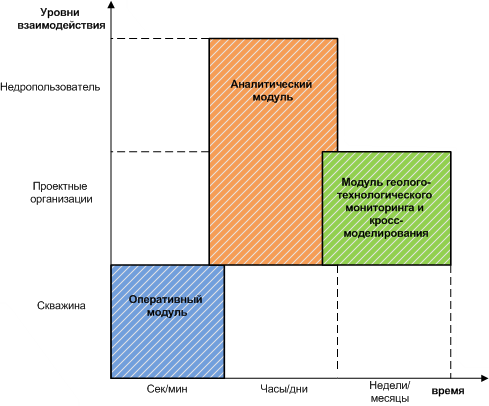 Уровни
взаимодействия
Недропользователь
Аналитический
модуль
Проектные
организации
Модуль геолого-
технологического
мониторинга и
кросс-
моделирования
Скважина
Оперативный
модуль
Сек/мин
Часы/дни
Недели/
месяцы
время